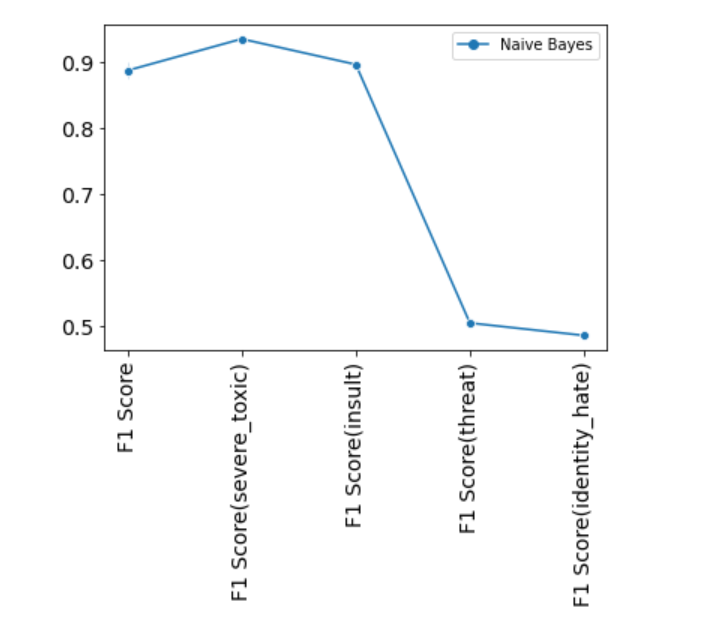 Naive Bayes
0.9
0.8
0.7
0.6
0.5
F1 Score
F1 Score(severe_toxic)
F1 Score(insult)
F1 Score(threat)
F1 Score(identity_hate)